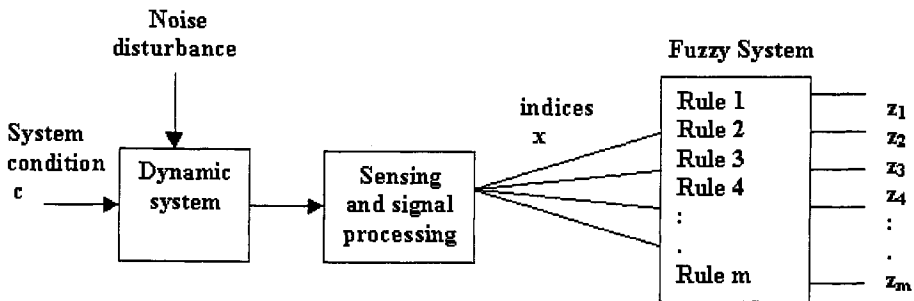 Noise
disturbance
Fuzzy System
System
condition
c
Dynamic
system
Sensing
and signal
processing
indices
x
Rule 1
Rule 2
Rule 3
Rule 4
:
.
Rule m
z1
z2
z3
z4
:
.
zm